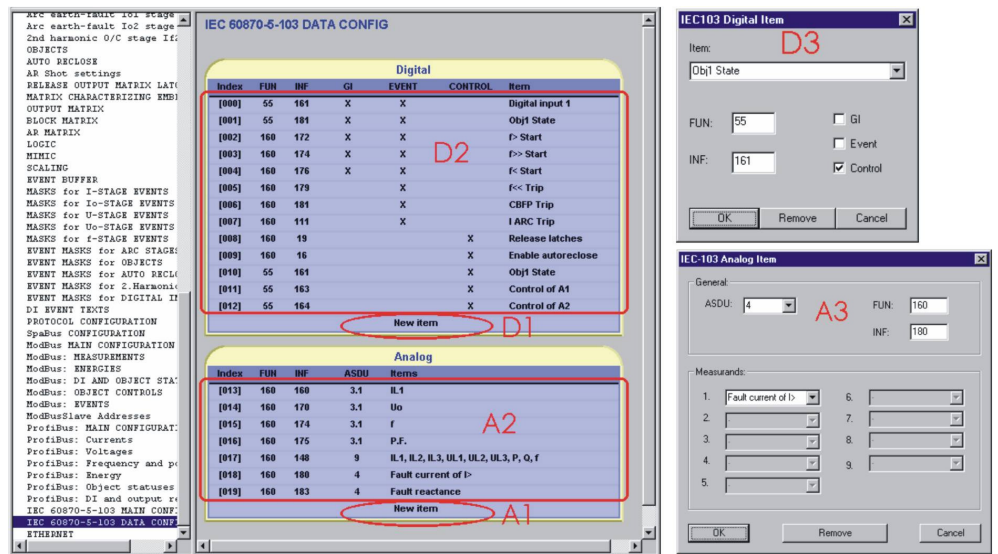 Arc earth-fault Io1 stage
Arc earth-fault Io2 stage
2nd harmonic O/C stage If2
OBJECTS
AUTO RECLOSE
AR Shot settings
RELEASE OUTPUT MATRIX LATC
MATRIX CHARACTERIZING EMBE
OUTPUT MATRIX
BLOCK MATRIX
AR MATRIX
LOGIC
MIMIC
SCALING
EVENT BUFFER
MASKS for I-STAGE EVENTS
MASKS for Io-STAGE EVENTS
MASKS for U-STAGE EVENTS
MASKS for Uo-STAGE EVENTS
MASKS for f-STAGE EVENTS
EVENT MASKS for ARC STAGES
EVENT MASKS for OBJECTS
EVENT MASKS for AUTO RECLO
EVENT MASKS for 2.Harmonic
EVENT MASKS for DIGITAL IN
DI EVENT TEXTS
PROTOCOL CONFIGURATION
SpaBus CONFIGURATION
ModBus MAIN CONFIGURATION
ModBus: MEASUREMENTS
ModBus: ENERGIES
ModBus: DI AND OBJECT STAT
ModBus: OBJECT CONTROLS
ModBus: EVENTS
ModBusSlave Addresses
ProfiBus: MAIN CONFIGURATI
ProfiBus: Currents
ProfiBus: Voltages
ProfiBus: Frequency and po
ProfiBus: Energy
ProfiBus: Object statuses
ProfiBus: DI and output re
IEC 60870-5-103 MAIN CONFI
IEC 60870-5-103 DATA CONFI
ETHERNET
IEC 60870-5-103 DATA CONFIG
Digital
Index FUN INF GI EVENT CONTROL Item
[000] 55 161 X X Digital input 1
[001] 55 181 X X Obj1 State
[002] 160 172 X X f> Start
[003] 160 174 X X f>> Start
[004] 160 176 X X f< Start
[005] 160 179 X f<< Trip
[006] 160 181 X CBFP Trip
[007] 160 111 X I ARC Trip
[008] 160 19 X Release latches
[009] 160 16 X Enable autoreclose
[010] 55 161 X Obj1 State
[011] 55 163 X Control of A1
[012] 55 164 X Control of A2
D2
New item
D1
Analog
Index FUN INF ASDU Items
[013] 160 160 3.1 IL1
[014] 160 170 3.1 Uo
[015] 160 174 3.1 f
[016] 160 175 3.1 P.F.
[017] 160 148 9 IL1, IL2, IL3, UL1, UL2, UL3, P, Q, f
[018] 160 180 4 Fault current of I>
[019] 160 183 4 Fault reactance
A2
New item
A1
IEC103 Digital Item
D3
Item:
Obj1 State
FUN: 55 GI
Event
INF: 161 Control
OK Remove Cancel
IEC-103 Analog Item
General:
ASDU: 4 FUN: 160
A3
INF: 180
Measurands:
1. Fault current of I> 6. -
2. - 7. -
3. - 8. -
4. - 9. -
5. -
OK Remove Cancel